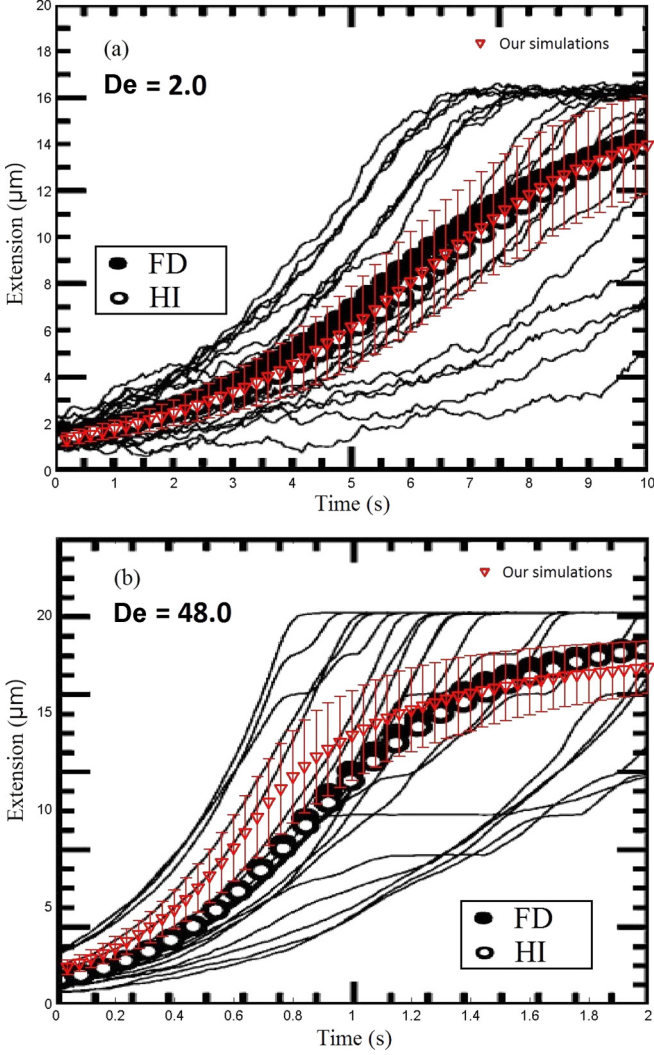 20
18
16
14
12
10
8
6
4
2
0
Extension (μm)
(a)
De = 2.0
Our simulations
FD
HI
0 1 2 3 4 5 6 7 8 9 10
Time (s)
20
15
10
5
0
Extension (μm)
(b)
De = 48.0
Our simulations
FD
HI
0 0.2 0.4 0.6 0.8 1 1.2 1.4 1.6 1.8 2
Time (s)